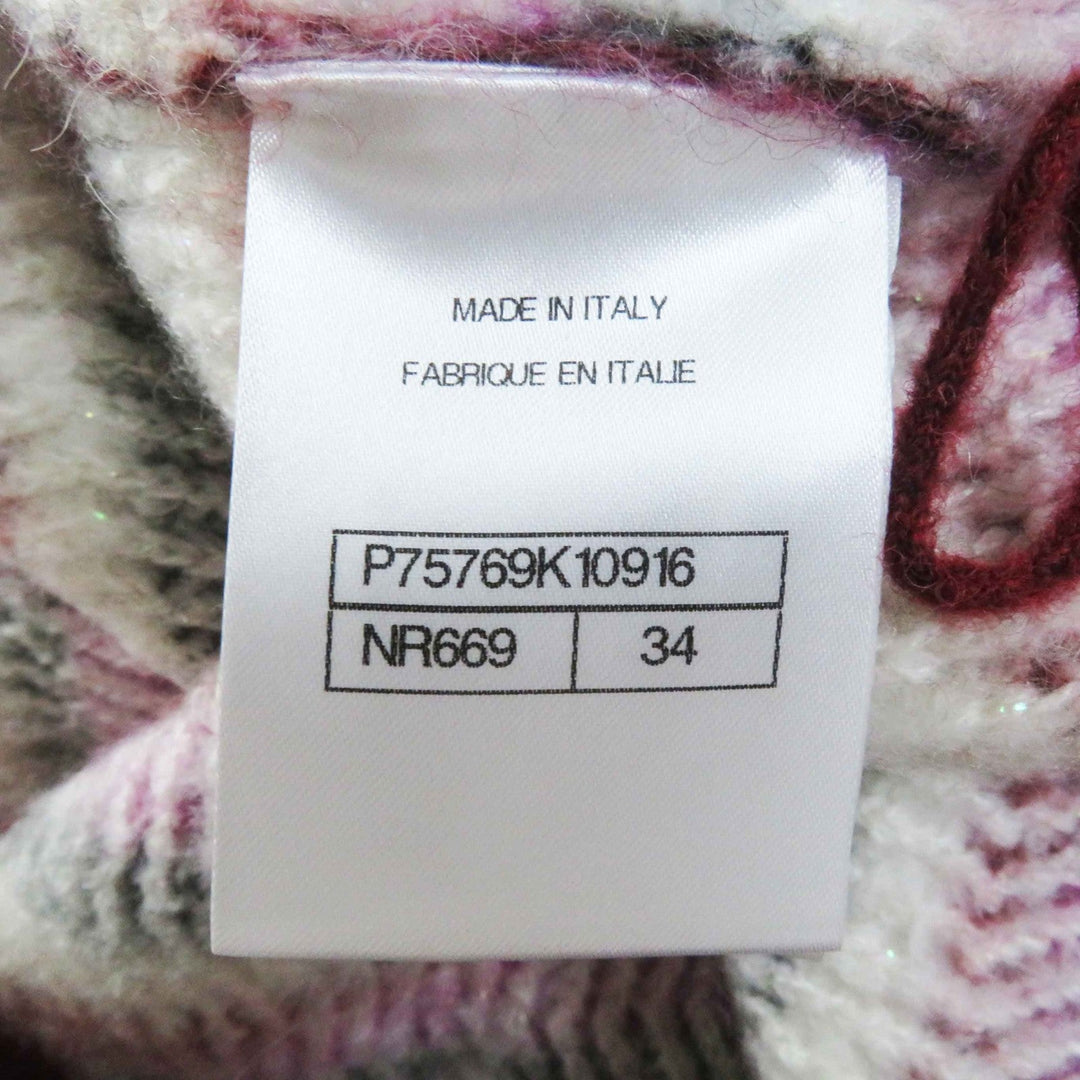 MADE IN ITALY
FABRIQUE EN ITALIE
P75769K10916
NR669 34